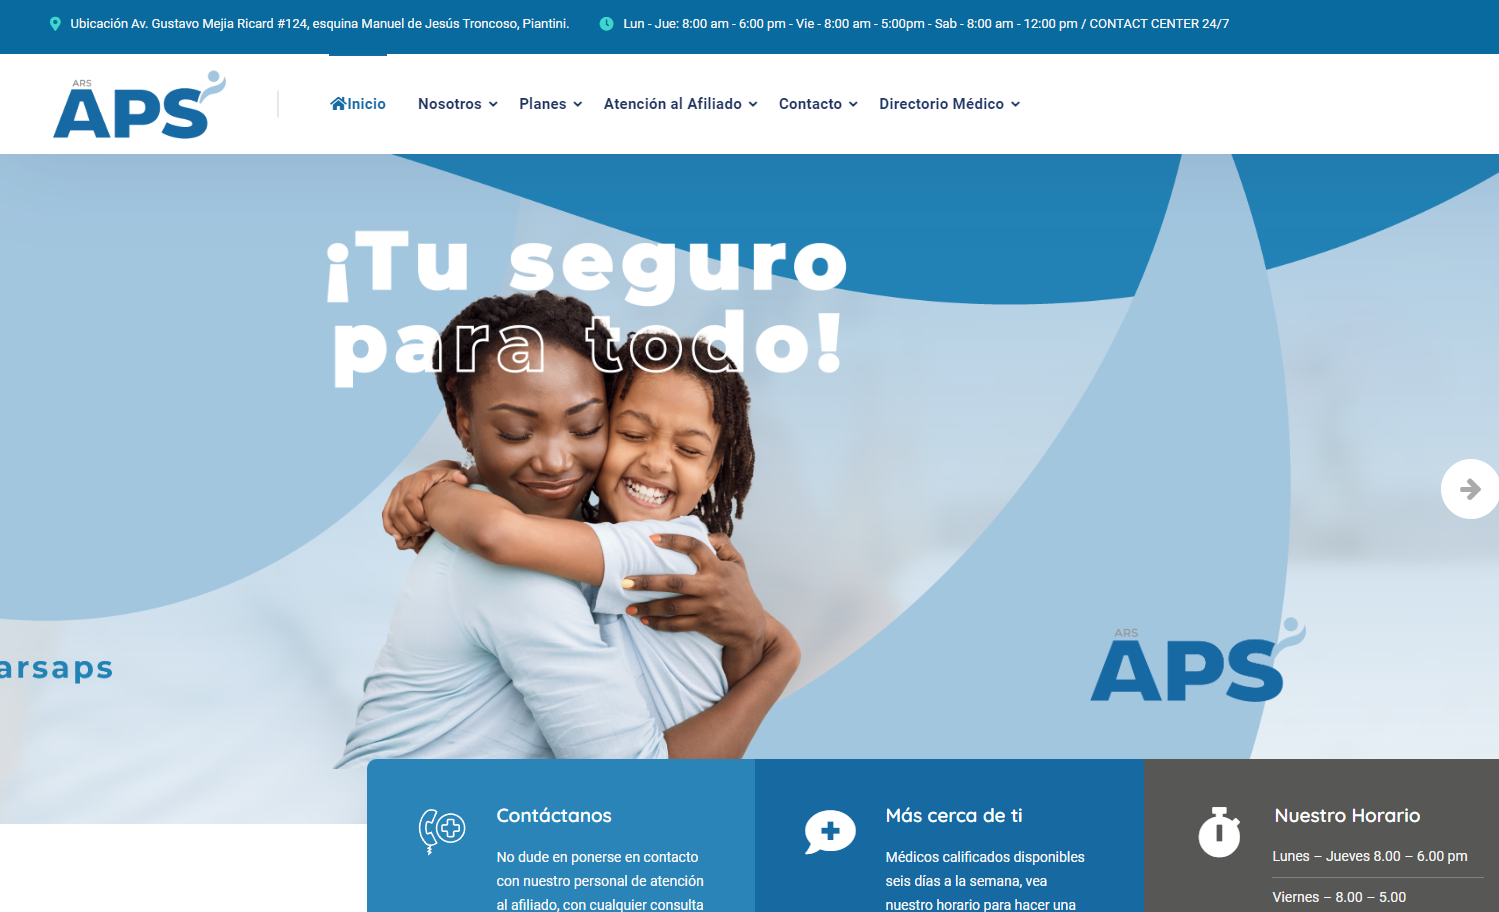 Ubicación Av. Gustavo Mejia Ricard #124, esquina Manuel de Jesús Troncoso, Piantini.
Lun - Jue: 8:00 am - 6:00 pm - Vie - 8:00 am - 5:00pm - Sab - 8:00 am - 12:00 pm / CONTACT CENTER 24/7
ARS
APS
Inicio
Nosotros
Planes
Atención al Afiliado
Contacto
Directorio Médico
¡Tu seguro
para todo!
arsaps
ARS
APS
Contáctanos
No dude en ponerse en contacto
con nuestro personal de atención
al afiliado, con cualquier consulta
Más cerca de ti
Médicos calificados disponibles
seis días a la semana, vea
nuestro horario para hacer una
Nuestro Horario
Lunes – Jueves 8.00 – 6.00 pm
Viernes – 8.00 – 5.00